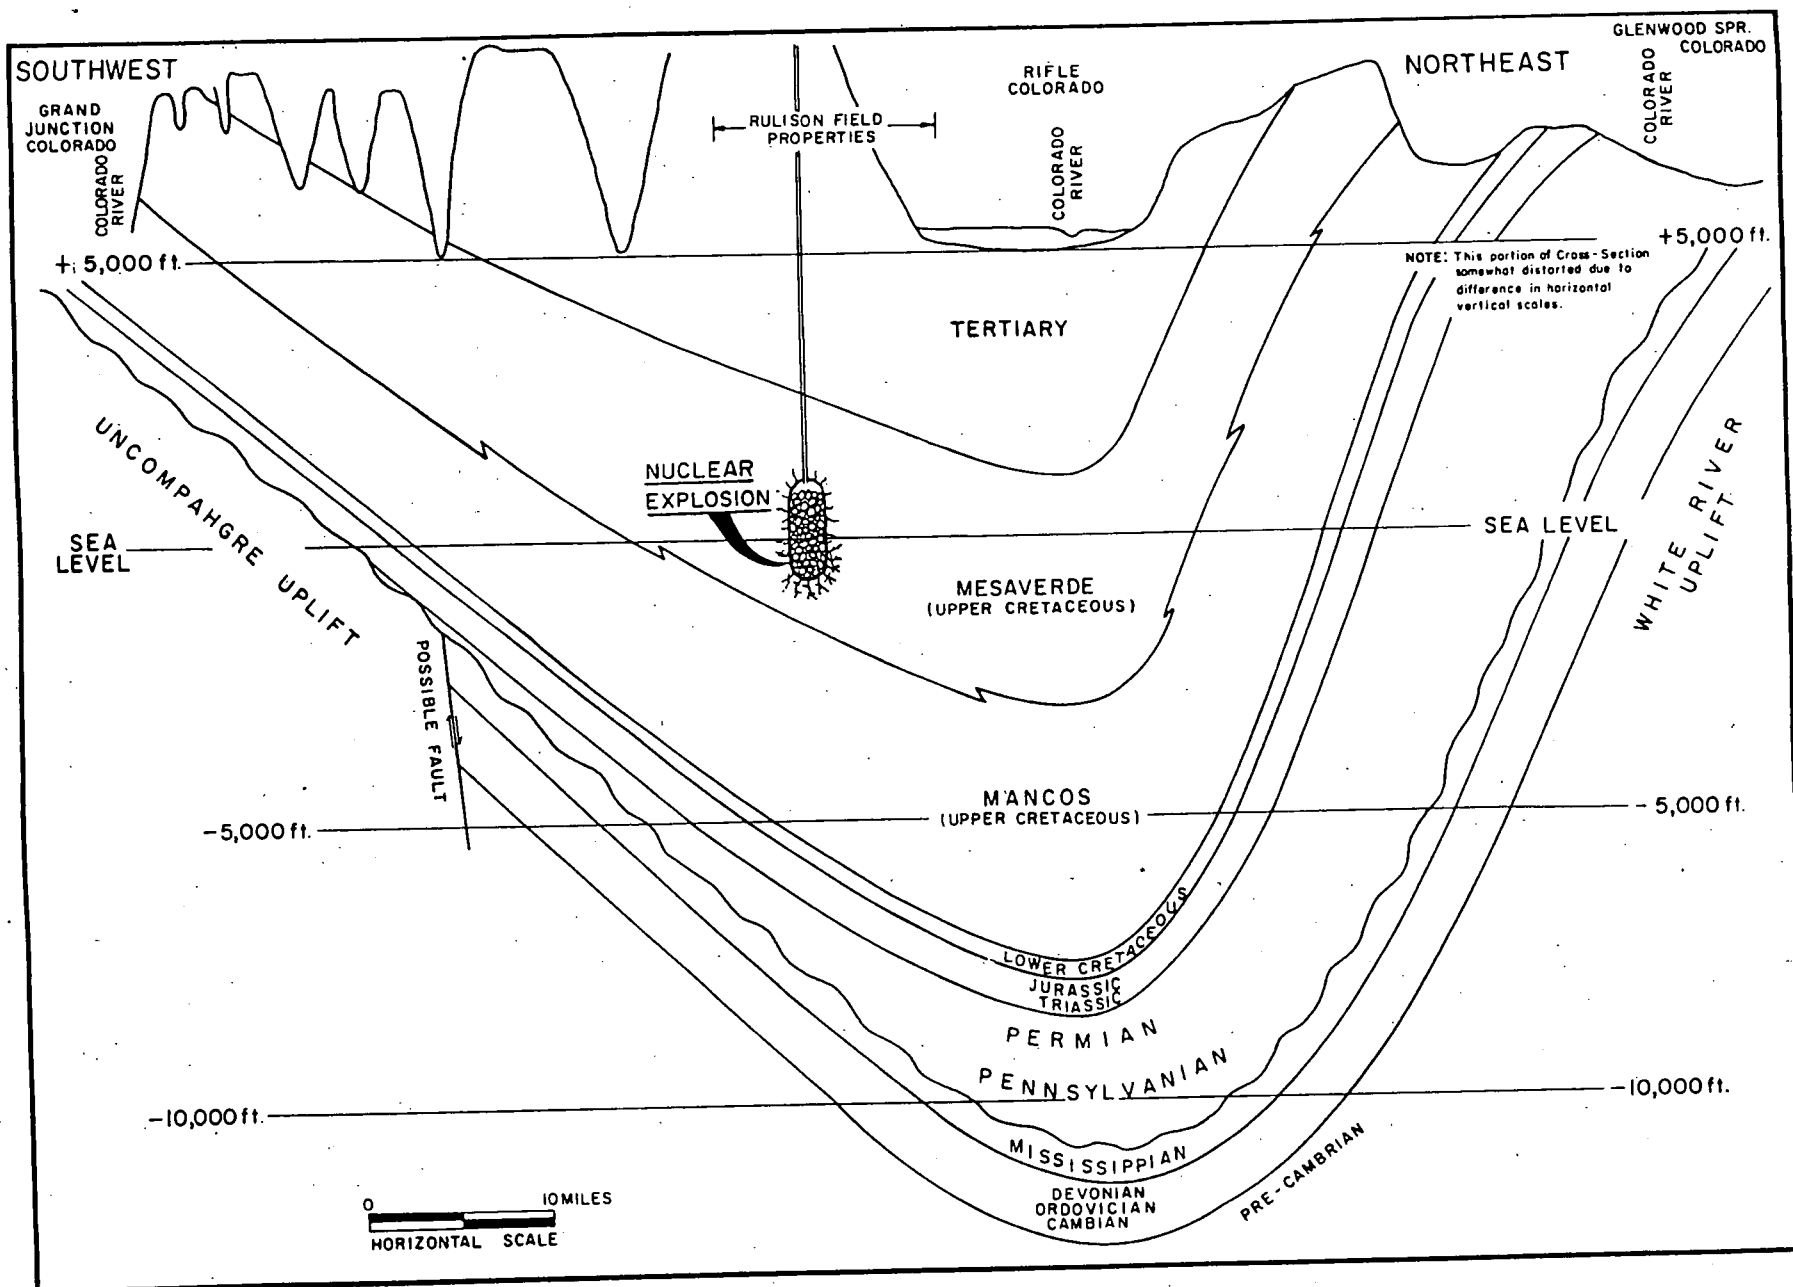 SOUTHWEST
GRAND
JUNCTION
COLORADO
COLORADO
RIVER
RULISON FIELD
PROPERTIES
RIFLE
COLORADO
COLORADO
RIVER
NORTHEAST
GLENWOOD SPR.
COLORADO
COLORADO
RIVER
+ 5,000 ft.
+5,000 ft.
NOTE: This portion of Cross-Section
somewhat distorted due to
difference in horizontal
vertical scales.
TERTIARY
UNCOMPAHGRE UPLIFT
NUCLEAR
EXPLOSION
WHITE RIVER
UPLIFT
SEA
LEVEL
SEA LEVEL
MESAVERDE
(UPPER CRETACEOUS)
POSSIBLE FAULT
MANCOS
(UPPER CRETACEOUS)
-5,000 ft.
- 5,000 ft.
LOWER CRETACEOUS
JURASSIC
TRIASSIC
PERMIAN
PENNSYLVANIAN
-10,000 ft.
-10,000 ft.
MISSISSIPPIAN
DEVONIAN
ORDOVICIAN
CAMBIAN
PRE-CAMBRIAN
0 10 MILES
HORIZONTAL SCALE